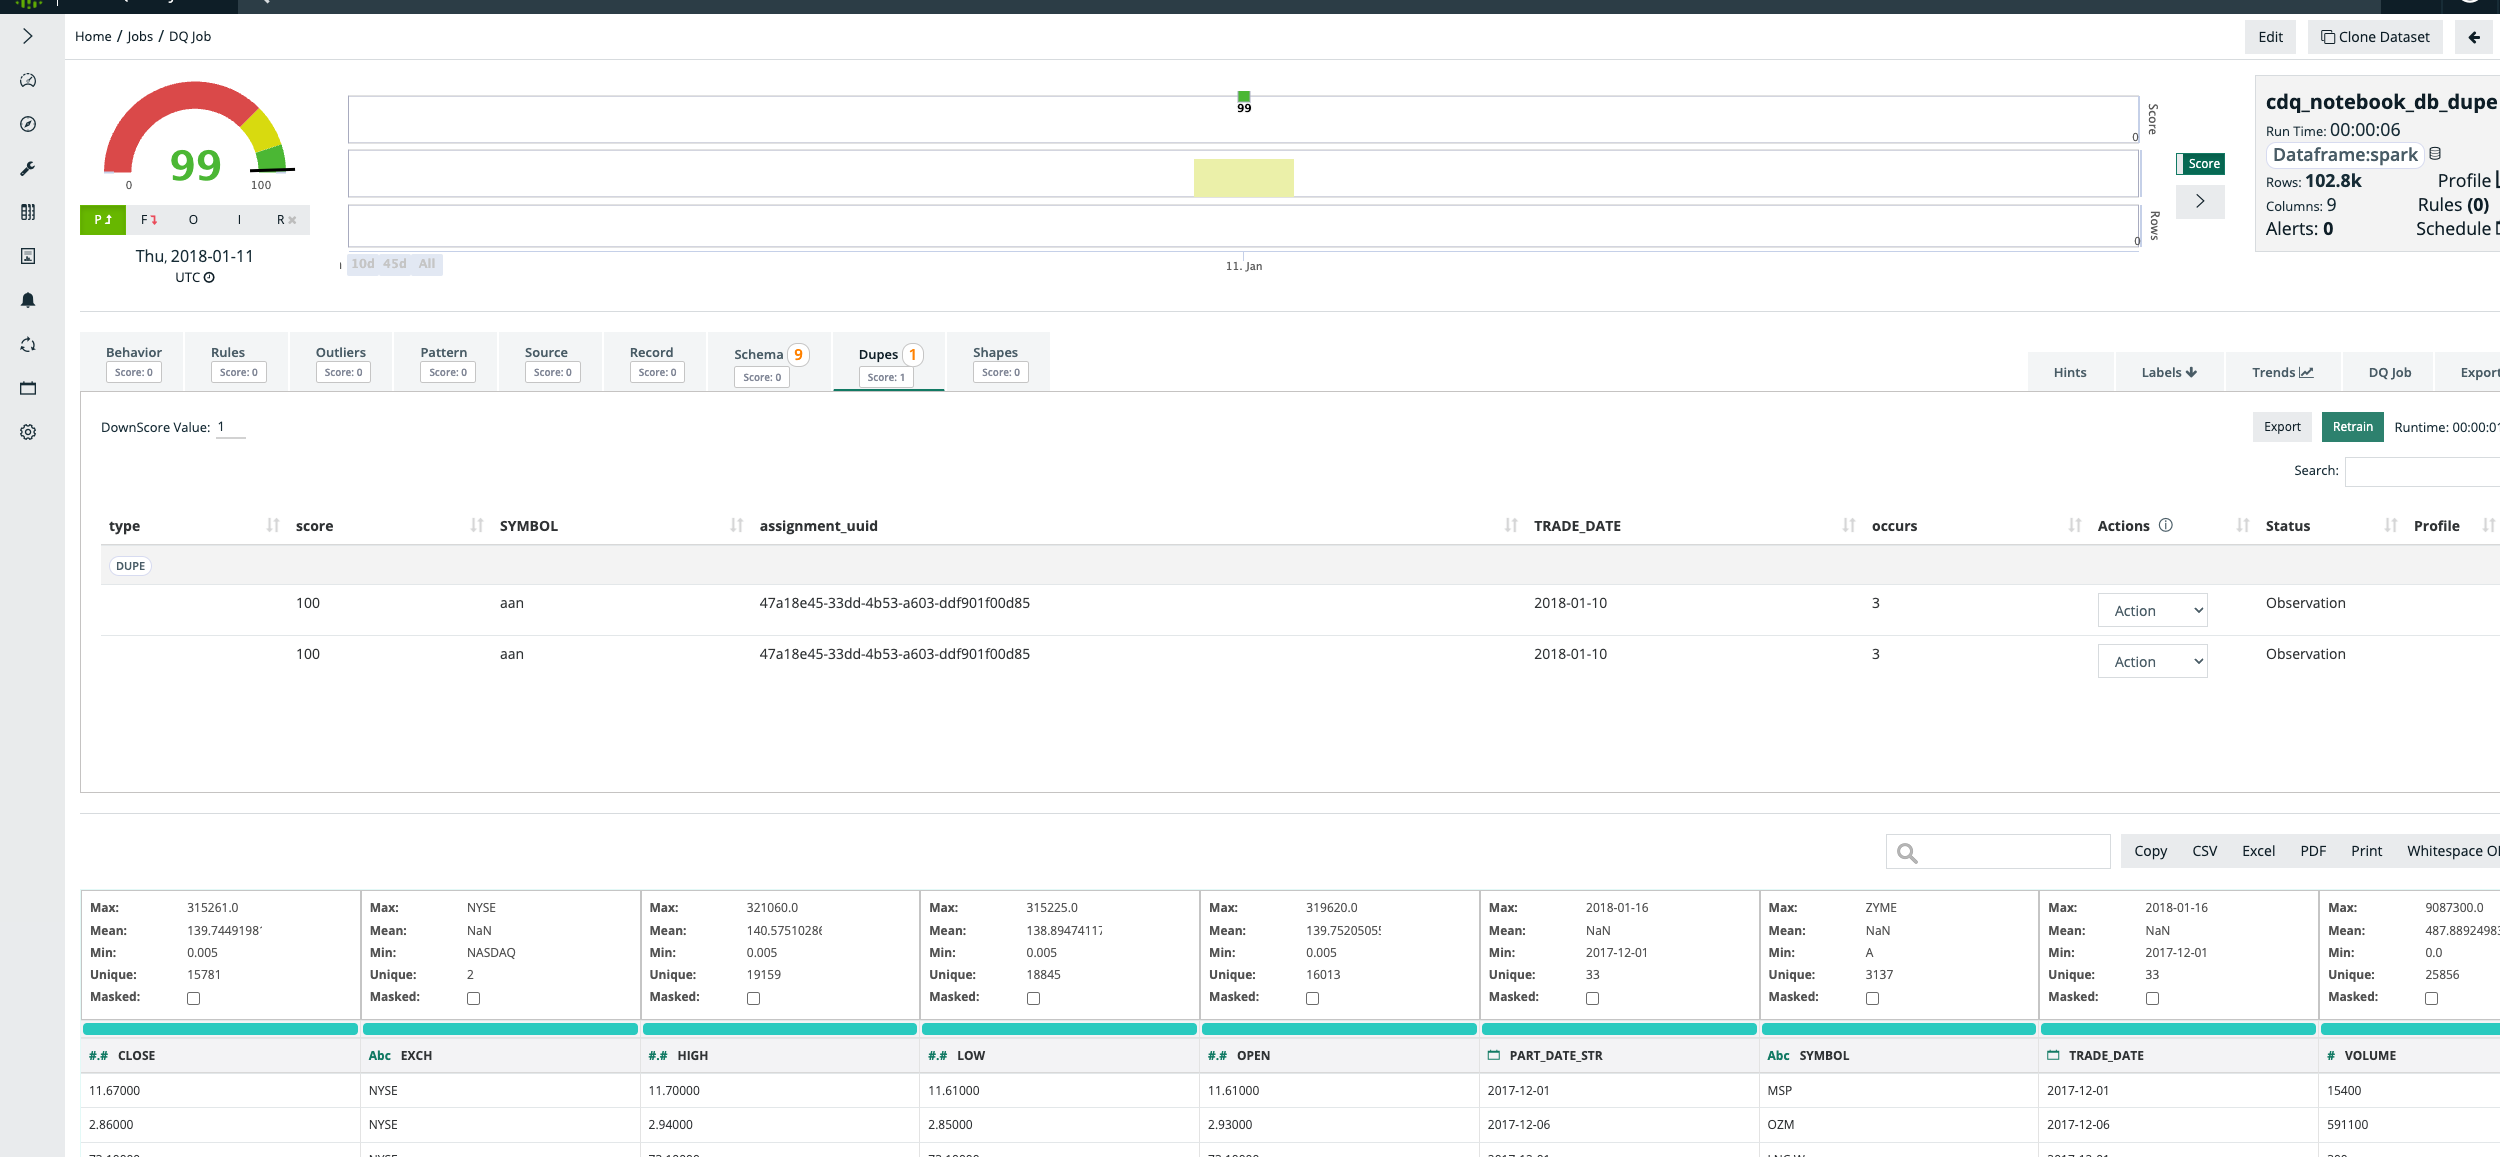 Home / Jobs / DQ Job
Edit
Clone Dataset
99
0
100
P F O I R
Thu, 2018-01-11
UTC
99
Score
0
Rows
0
10d 45d All
11. Jan
Score
cdq_notebook_db_dupe
Run Time: 00:00:06
Dataframe:spark
Rows: 102.8k Profile
Columns: 9 Rules (0)
Alerts: 0 Schedule
Behavior Rules Outliers Pattern Source Record Schema 9 Dupes 1 Shapes
Score: 0 Score: 0 Score: 0 Score: 0 Score: 0 Score: 0 Score: 0 Score: 1 Score: 0
Hints Labels Trends DQ Job Export
DownScore Value: 1
Export Retrain Runtime: 00:00:01
Search:
type score SYMBOL assignment_uuid TRADE_DATE occurs Actions Status Profile
DUPE
100 aan 47a18e45-33dd-4b53-a603-ddf901f00d85 2018-01-10 3 Action Observation
100 aan 47a18e45-33dd-4b53-a603-ddf901f00d85 2018-01-10 3 Action Observation
Copy CSV Excel PDF Print Whitespace
Max: 315261.0 Max: NYSE Max: 321060.0 Max: 315225.0 Max: 319620.0 Max: 2018-01-16 Max: ZYME Max: 2018-01-16 Max: 9087300.0
Mean: 139.7449198 Mean: NaN Mean: 140.5751028 Mean: 138.8947411 Mean: 139.7520505 Mean: NaN Mean: NaN Mean: NaN Mean: 487.8892498
Min: 0.005 Min: NASDAQ Min: 0.005 Min: 0.005 Min: 0.005 Min: 2017-12-01 Min: A Min: 2017-12-01 Min: 0.0
Unique: 15781 Unique: 2 Unique: 19159 Unique: 18845 Unique: 16013 Unique: 33 Unique: 3137 Unique: 33 Unique: 25856
Masked: Masked: Masked: Masked: Masked: Masked: Masked: Masked: Masked:
#.# CLOSE Abc EXCH #.# HIGH #.# LOW #.# OPEN PART_DATE_STR Abc SYMBOL TRADE_DATE # VOLUME
11.67000 NYSE 11.70000 11.61000 11.61000 2017-12-01 MSP 2017-12-01 15400
2.86000 NYSE 2.94000 2.85000 2.93000 2017-12-06 OZM 2017-12-06 591100